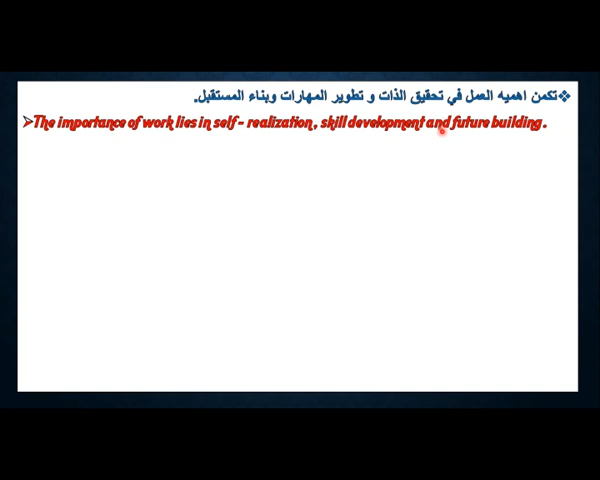 ❖تكمن اهميه العمل في تحقيق الذات و تطوير المهارات وبناء المستقبل.
➢The importance of work lies in self - realization , skill development and future building .